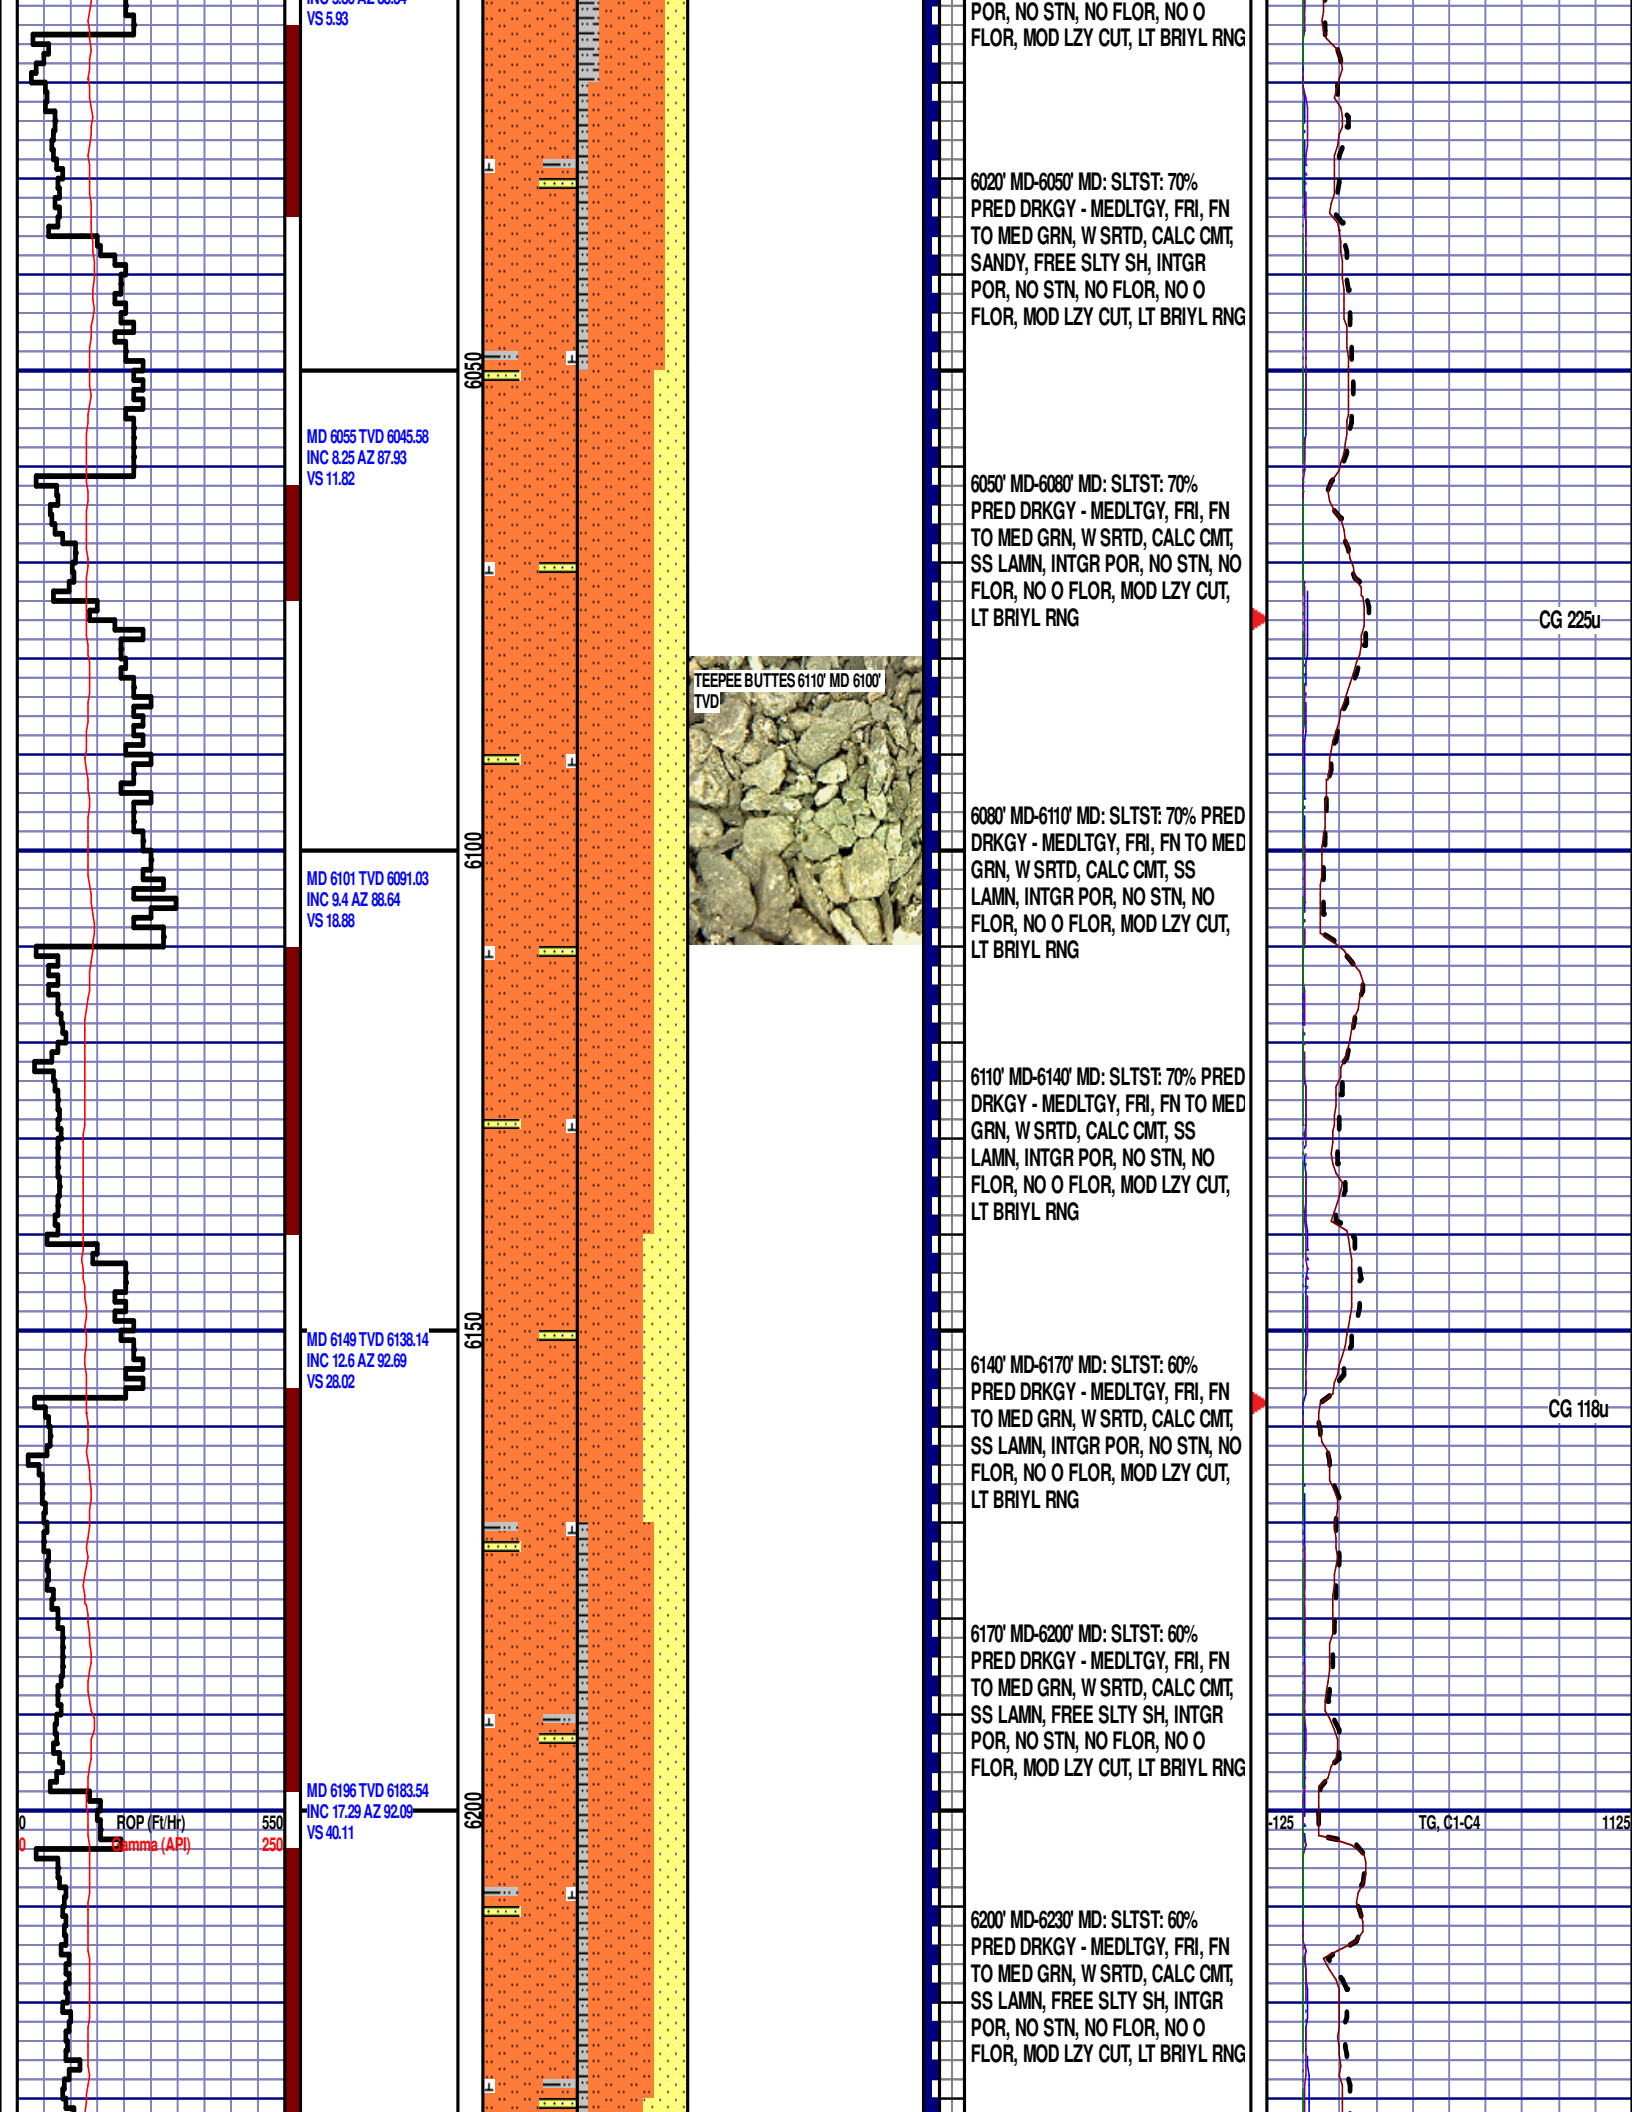 VS 5.93
POR, NO STN, NO FLOR, NO O
FLOR, MOD LZY CUT, LT BRIYL RNG
6020' MD-6050' MD: SLTST: 70%
PRED DRKGY - MEDLTGY, FRI, FN
TO MED GRN, W SRTD, CALC CMT,
SANDY, FREE SLTY SH, INTGR
POR, NO STN, NO FLOR, NO O
FLOR, MOD LZY CUT, LT BRIYL RNG
6050
MD 6055 TVD 6045.58
INC 8.25 AZ 87.93
VS 11.82
6050' MD-6080' MD: SLTST: 70%
PRED DRKGY - MEDLTGY, FRI, FN
TO MED GRN, W SRTD, CALC CMT,
SS LAMN, INTGR POR, NO STN, NO
FLOR, NO O FLOR, MOD LZY CUT,
LT BRIYL RNG
CG 225u
TEEPEE BUTTES 6110' MD 6100'
TVD
6080' MD-6110' MD: SLTST: 70% PRED
DRKGY - MEDLTGY, FRI, FN TO MED
GRN, W SRTD, CALC CMT, SS
LAMN, INTGR POR, NO STN, NO
FLOR, NO O FLOR, MOD LZY CUT,
LT BRIYL RNG
6100
MD 6101 TVD 6091.03
INC 9.4 AZ 88.64
VS 18.88
6110' MD-6140' MD: SLTST: 70% PRED
DRKGY - MEDLTGY, FRI, FN TO MED
GRN, W SRTD, CALC CMT, SS
LAMN, INTGR POR, NO STN, NO
FLOR, NO O FLOR, MOD LZY CUT,
LT BRIYL RNG
6150
MD 6149 TVD 6138.14
INC 12.6 AZ 92.69
VS 28.02
6140' MD-6170' MD: SLTST: 60%
PRED DRKGY - MEDLTGY, FRI, FN
TO MED GRN, W SRTD, CALC CMT,
SS LAMN, INTGR POR, NO STN, NO
FLOR, NO O FLOR, MOD LZY CUT,
LT BRIYL RNG
CG 118u
6170' MD-6200' MD: SLTST: 60%
PRED DRKGY - MEDLTGY, FRI, FN
TO MED GRN, W SRTD, CALC CMT,
SS LAMN, FREE SLTY SH, INTGR
POR, NO STN, NO FLOR, NO O
FLOR, MOD LZY CUT, LT BRIYL RNG
MD 6196 TVD 6183.54
INC 17.29 AZ 92.09
VS 40.11
6200
0 ROP (Ft/Hr) 550
0 Gamma (API) 250
-125 TG, C1-C4 1125
6200' MD-6230' MD: SLTST: 60%
PRED DRKGY - MEDLTGY, FRI, FN
TO MED GRN, W SRTD, CALC CMT,
SS LAMN, FREE SLTY SH, INTGR
POR, NO STN, NO FLOR, NO O
FLOR, MOD LZY CUT, LT BRIYL RNG